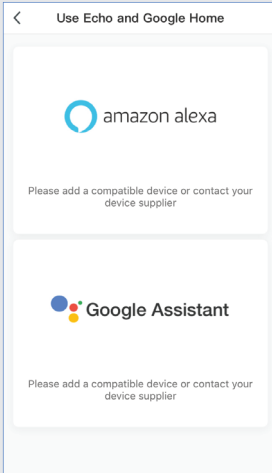 Use Echo and Google Home
amazon alexa
Please add a compatible device or contact your
device supplier
Google Assistant
Please add a compatible device or contact your
device supplier